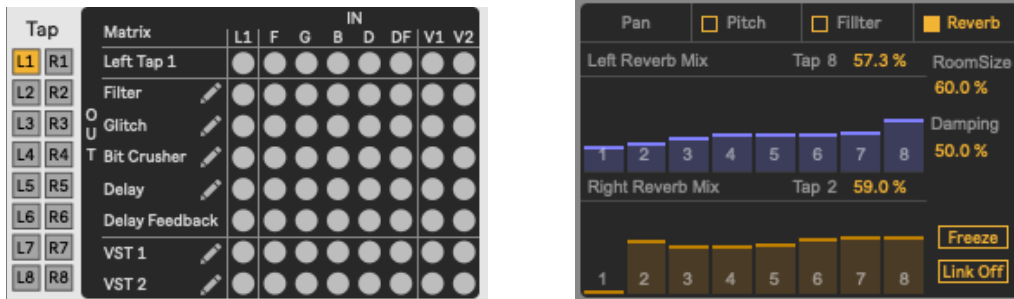 Tap
L1 R1
L2 R2
L3 R3
L4 R4
L5 R5
L6 R6
L7 R7
L8 R8
IN
Matrix L1 F G B D DF V1 V2
OUT
Left Tap 1
Filter
Glitch
Bit Crusher
Delay
Delay Feedback
VST 1
VST 2
Pan Pitch Fillter Reverb
Left Reverb Mix Tap 8 57.3 %
1 2 3 4 5 6 7 8
Right Reverb Mix Tap 2 59.0 %
1 2 3 4 5 6 7 8
RoomSize
60.0 %
Damping
50.0 %
Freeze
Link Off